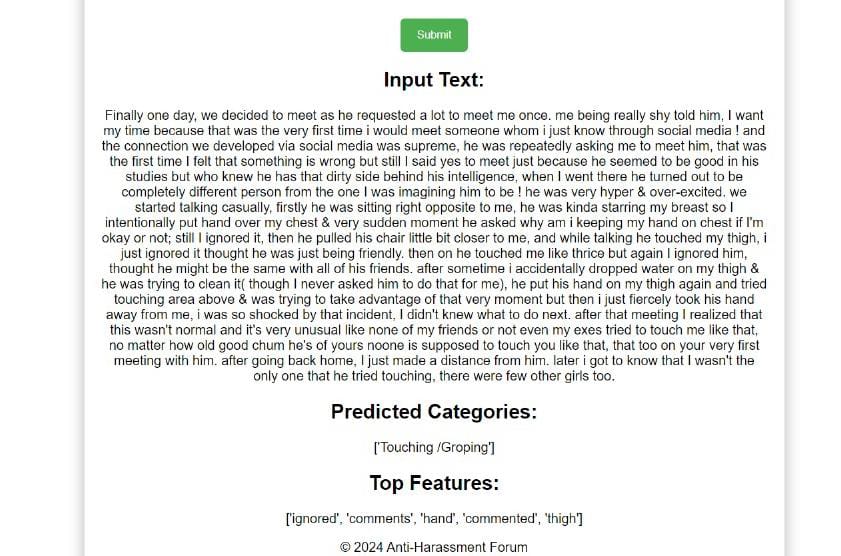 Submit
Input Text:
Finally one day, we decided to meet as he requested a lot to meet me once. me being really shy told him, I want
my time because that was the very first time i would meet someone whom i just know through social media ! and
the connection we developed via social media was supreme, he was repeatedly asking me to meet him, that was
the first time I felt that something is wrong but still I said yes to meet just because he seemed to be good in his
studies but who knew he has that dirty side behind his intelligence, when I went there he turned out to be
completely different person from the one I was imagining him to be ! he was very hyper & over-excited. we
started talking casually, firstly he was sitting right opposite to me, he was kinda starring my breast so I
intentionally put hand over my chest & very sudden moment he asked why am i keeping my hand on chest if I'm
okay or not; still I ignored it, then he pulled his chair little bit closer to me, and while talking he touched my thigh, i
just ignored it thought he was just being friendly. then on he touched me like thrice but again I ignored him,
thought he might be the same with all of his friends. after sometime i accidentally dropped water on my thigh &
he was trying to clean it( though I never asked him to do that for me), he put his hand on my thigh again and tried
touching area above & was trying to take advantage of that very moment but then i just fiercely took his hand
away from me, i was so shocked by that incident, I didn't knew what to do next. after that meeting I realized that
this wasn't normal and it's very unusual like none of my friends or not even my exes tried to touch me like that,
no matter how old good chum he's of yours noone is supposed to touch you like that, that too on your very first
meeting with him. after going back home, I just made a distance from him. later i got to know that I wasn't the
only one that he tried touching, there were few other girls too.
Predicted Categories:
['Touching /Groping']
Top Features:
['ignored', 'comments', 'hand', 'commented', 'thigh']
© 2024 Anti-Harassment Forum